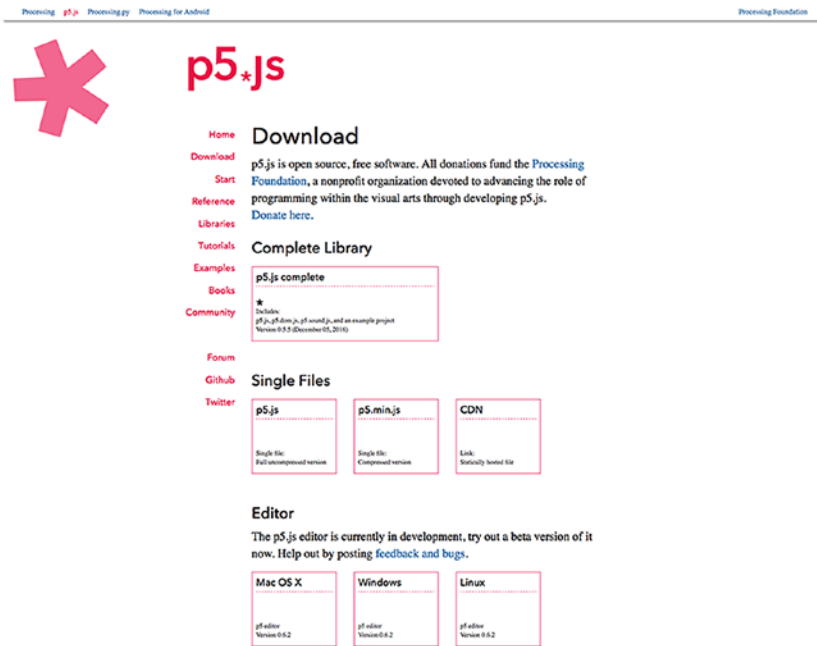 Processing p5.js Processing.py Processing for Android Processing Foundation
p5*js
Home
Download
Start
Reference
Libraries
Tutorials
Examples
Books
Community
Forum
Github
Twitter
Download
p5.js is open source, free software. All donations fund the Processing
Foundation, a nonprofit organization devoted to advancing the role of
programming within the visual arts through developing p5.js.
Donate here.
Complete Library
p5.js complete
★
Includes:
p5.js, p5.dom.js, p5.sound.js, and an example project
Version 0.5.5 (December 05, 2016)
Single Files
p5.js
Single file:
Full uncompressed version
p5.min.js
Single file:
Compressed version
CDN
Link:
Statically hosted file
Editor
The p5.js editor is currently in development, try out a beta version of it
now. Help out by posting feedback and bugs.
Mac OS X
p5 editor
Version 0.6.2
Windows
p5 editor
Version 0.6.2
Linux
p5 editor
Version 0.6.2